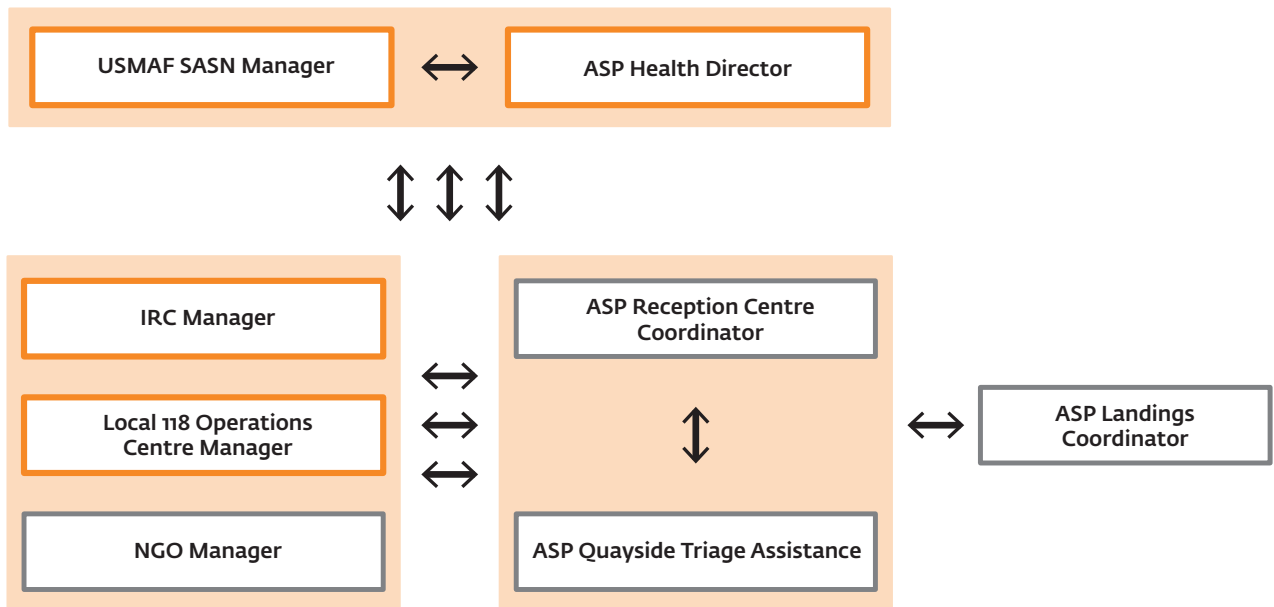 USMAF SASN Manager
ASP Health Director
IRC Manager
Local 118 Operations
Centre Manager
NGO Manager
ASP Reception Centre
Coordinator
ASP Quayside Triage Assistance
ASP Landings
Coordinator